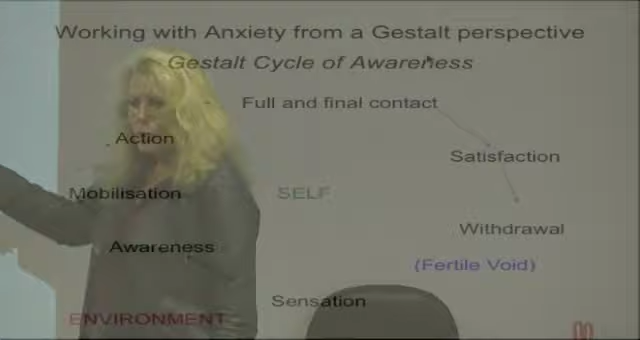 Working with Anxiety from a Gestalt perspective
Gestalt Cycle of Awareness
Full and final contact
Action
Satisfaction
Mobilisation
SELF
Withdrawal
Awareness
(Fertile Void)
Sensation
ENVIRONMENT